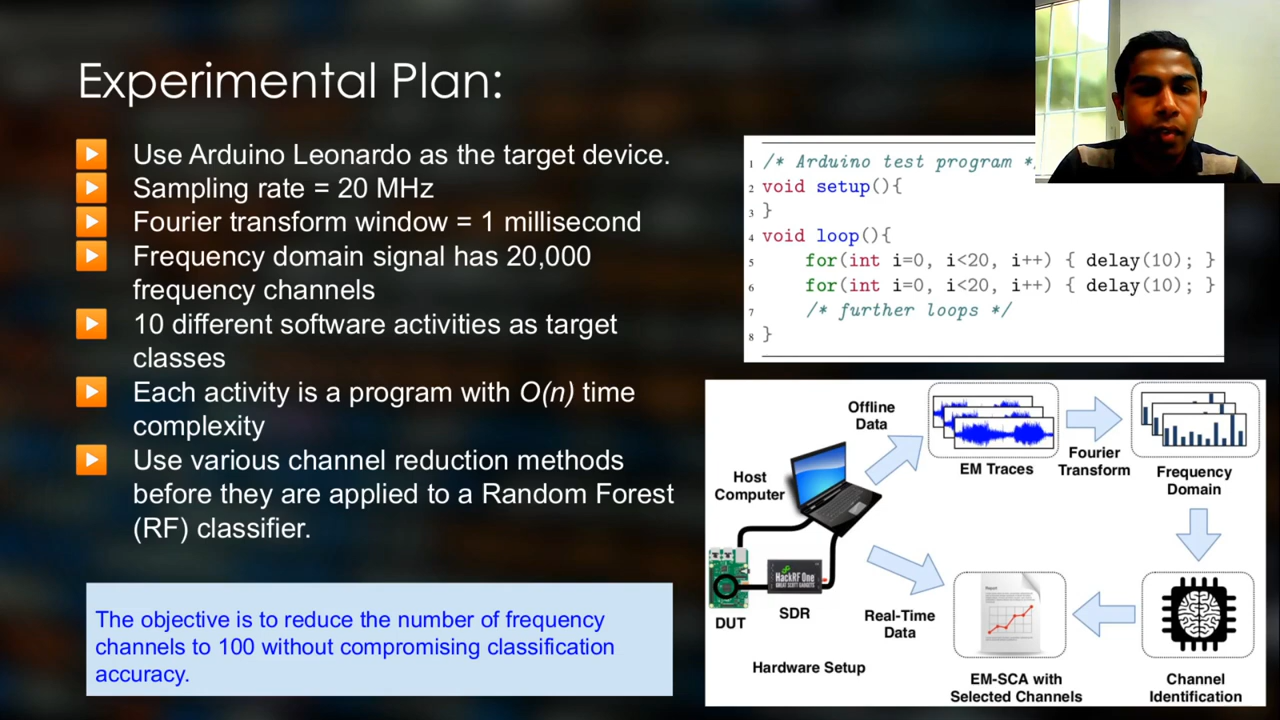 Experimental Plan:
Use Arduino Leonardo as the target device.
Sampling rate = 20 MHz
Fourier transform window = 1 millisecond
Frequency domain signal has 20,000
frequency channels
10 different software activities as target
classes
Each activity is a program with O(n) time
complexity
Use various channel reduction methods
before they are applied to a Random Forest
(RF) classifier.
The objective is to reduce the number of frequency
channels to 100 without compromising classification
accuracy.
1 /* Arduino test program *
2 void setup(){
3 }
4 void loop(){
5 for(int i=0, i<20, i++) { delay(10); }
6 for(int i=0, i<20, i++) { delay(10); }
7 /* further loops */
8 }
Offline
Data
EM Traces
Fourier
Transform
Frequency
Domain
Host
Computer
HackRF One
GREAT SCOTT GADGETS
DUT
SDR
Real-Time
Data
Hardware Setup
Report
EM-SCA with
Selected Channels
Channel
Identification